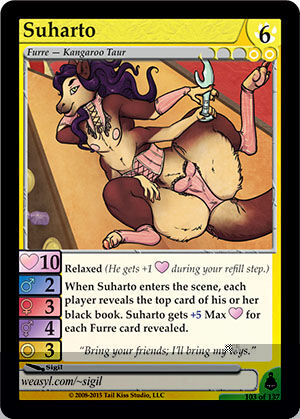 Suharto
6
Furre — Kangaroo Taur
10
Relaxed (He gets +1 during your refill step.)
2
When Suharto enters the scene, each
3
player reveals the top card of his or her
black book. Suharto gets +5 Max for
4
each Furre card revealed.
3
"Bring your friends; I'll bring my toys."
Sigil
weasyl.com/~sigil
© 2008-2015 Tail Kiss Studio, LLC
103 of 137